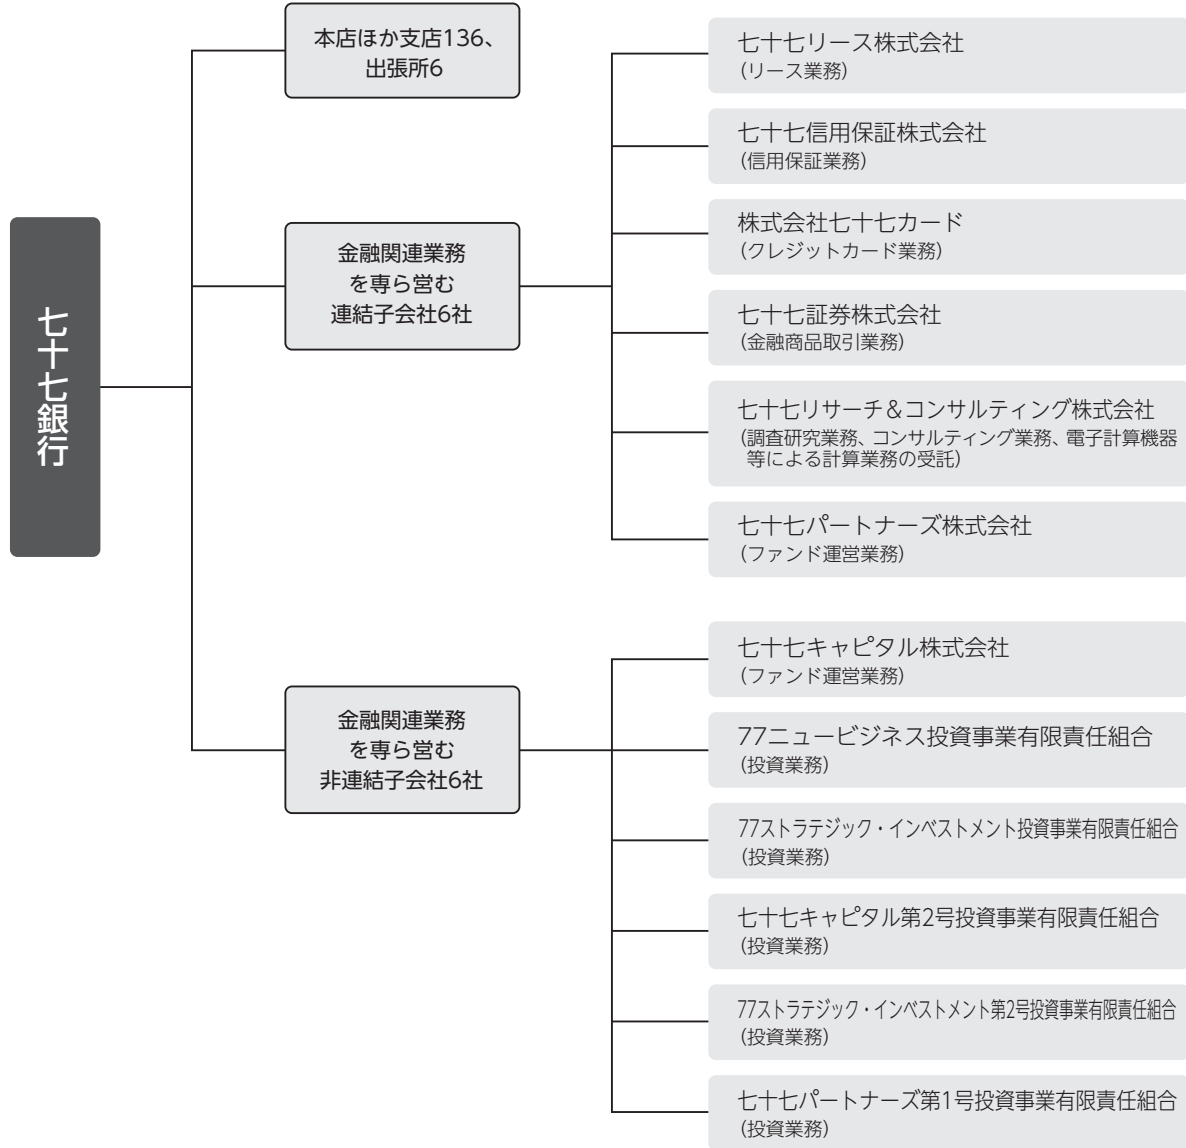 七十七銀行
本店ほか支店136、
出張所6
金融関連業務
を専ら営む
連結子会社6社
七十七リース株式会社
(リース業務)
七十七信用保証株式会社
(信用保証業務)
株式会社七十七カード
(クレジットカード業務)
七十七証券株式会社
(金融商品取引業務)
七十七リサーチ&コンサルティング株式会社
(調査研究業務、コンサルティング業務、電子計算機器
等による計算業務の受託)
七十七パートナーズ株式会社
(ファンド運営業務)
金融関連業務
を専ら営む
非連結子会社6社
七十七キャピタル株式会社
(ファンド運営業務)
77ニュービジネス投資事業有限責任組合
(投資業務)
77ストラテジック・インベストメント投資事業有限責任組合
(投資業務)
七十七キャピタル第2号投資事業有限責任組合
(投資業務)
77ストラテジック・インベストメント第2号投資事業有限責任組合
(投資業務)
七十七パートナーズ第1号投資事業有限責任組合
(投資業務)